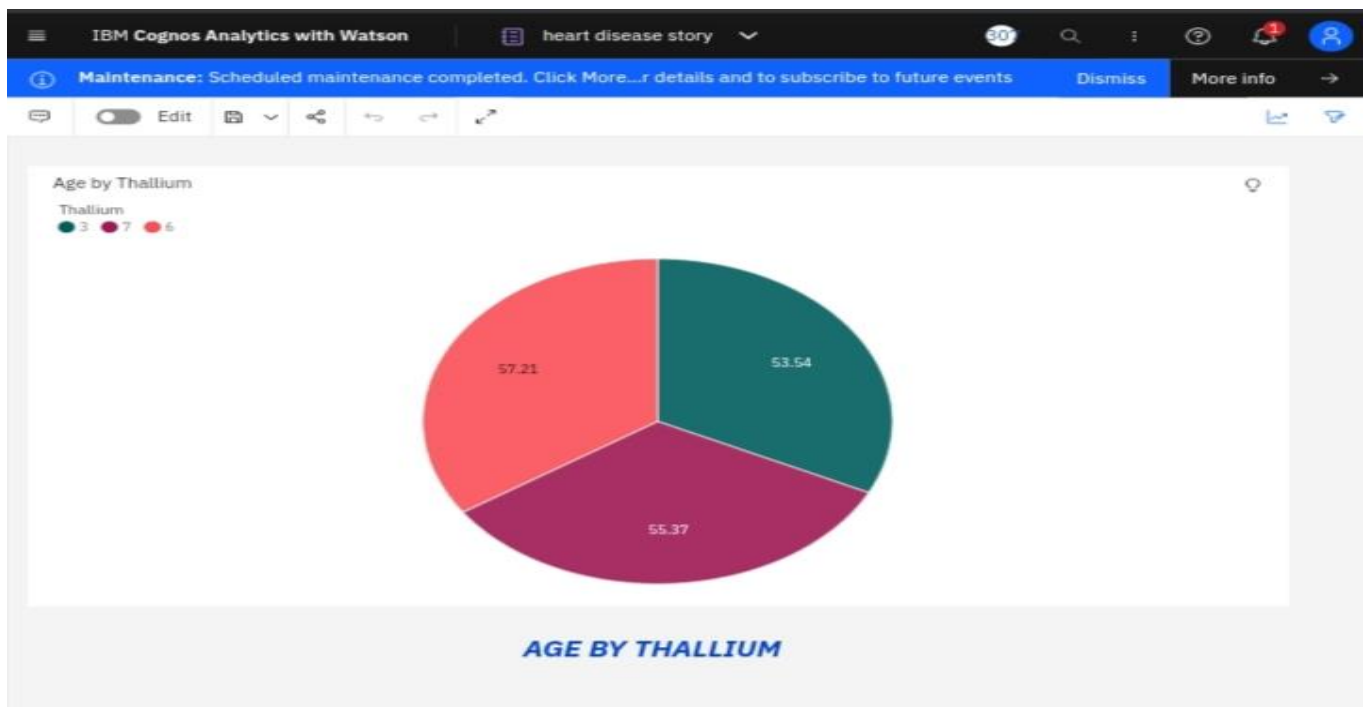 IBM Cognos Analytics with Watson heart disease story 1
Maintenance: Scheduled maintenance completed. Click More...r details and to subscribe to future events Dismiss More info
Edit
Age by Thallium
Thallium
3 7 6
57.21 53.54
55.37
AGE BY THALLIUM